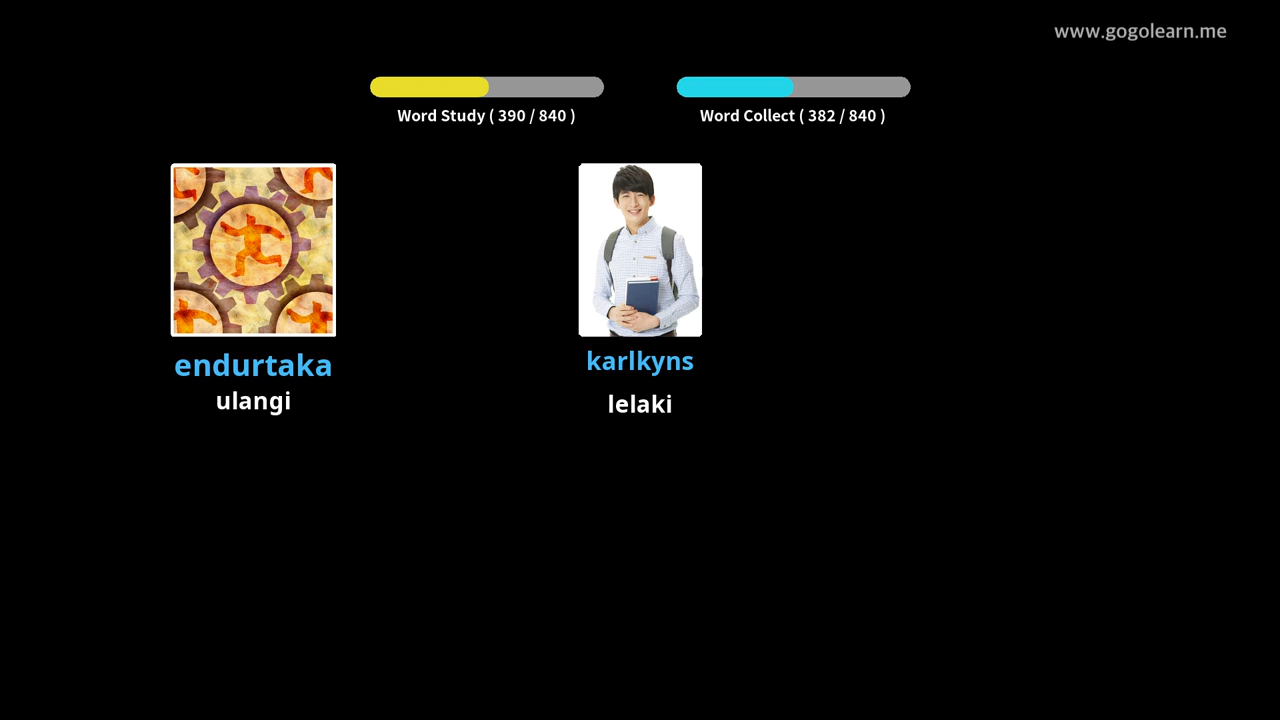 www.gogolearn.me
Word Study ( 390 / 840 )
Word Collect ( 382 / 840 )
endurtaka
ulangi
karlkyns
lelaki